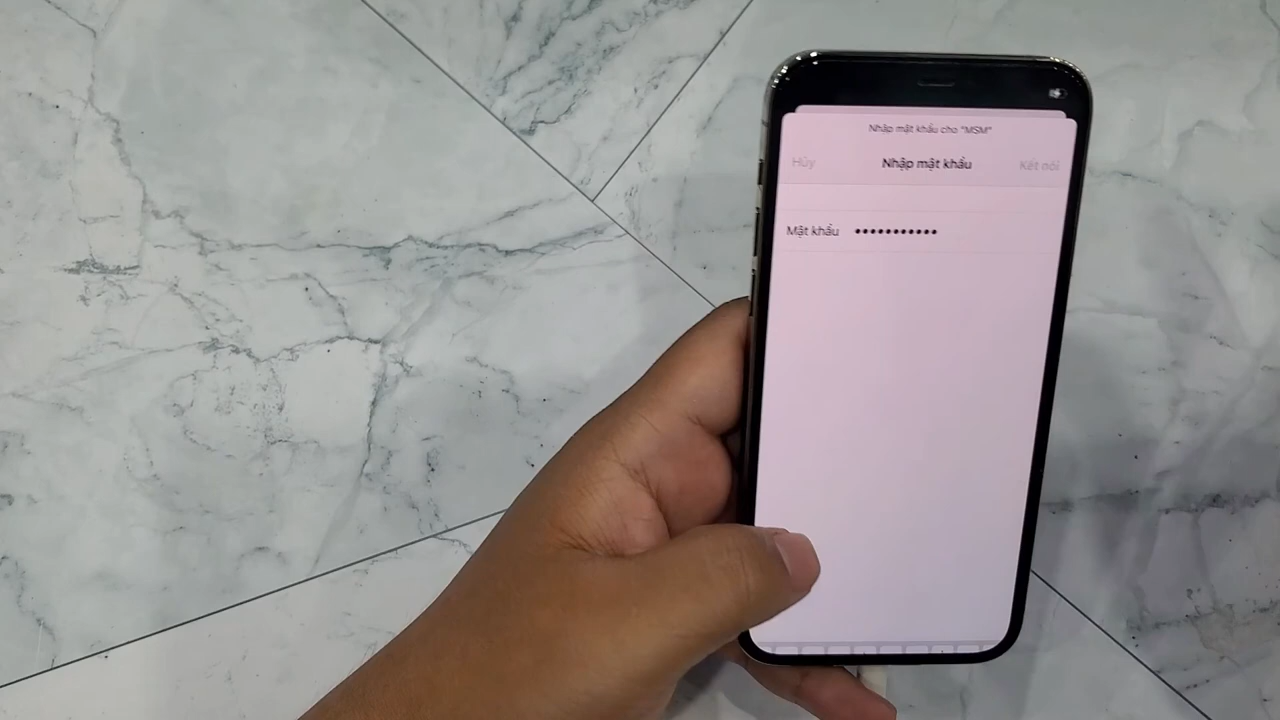 Nhập mật khẩu cho "MSM"
Hủy Nhập mật khẩu Kết nối
Mật khẩu •••••••••••